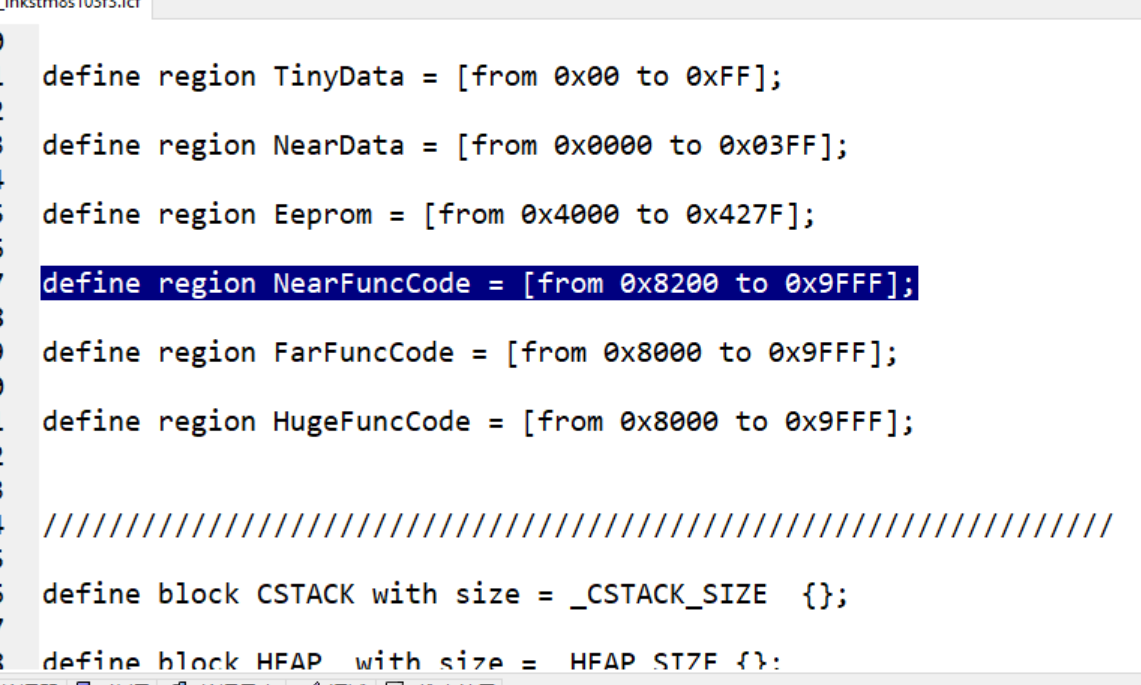 _lnkstm8s103f3.icf
define region TinyData = [from 0x00 to 0xFF];
define region NearData = [from 0x0000 to 0x03FF];
define region Eeprom = [from 0x4000 to 0x427F];
define region NearFuncCode = [from 0x8200 to 0x9FFF];
define region FarFuncCode = [from 0x8000 to 0x9FFF];
define region HugeFuncCode = [from 0x8000 to 0x9FFF];
/////////////////////////////////////////////////////////////////
define block CSTACK with size = _CSTACK_SIZE  {};
define block HEAP  with size = _HEAP_SIZE {};